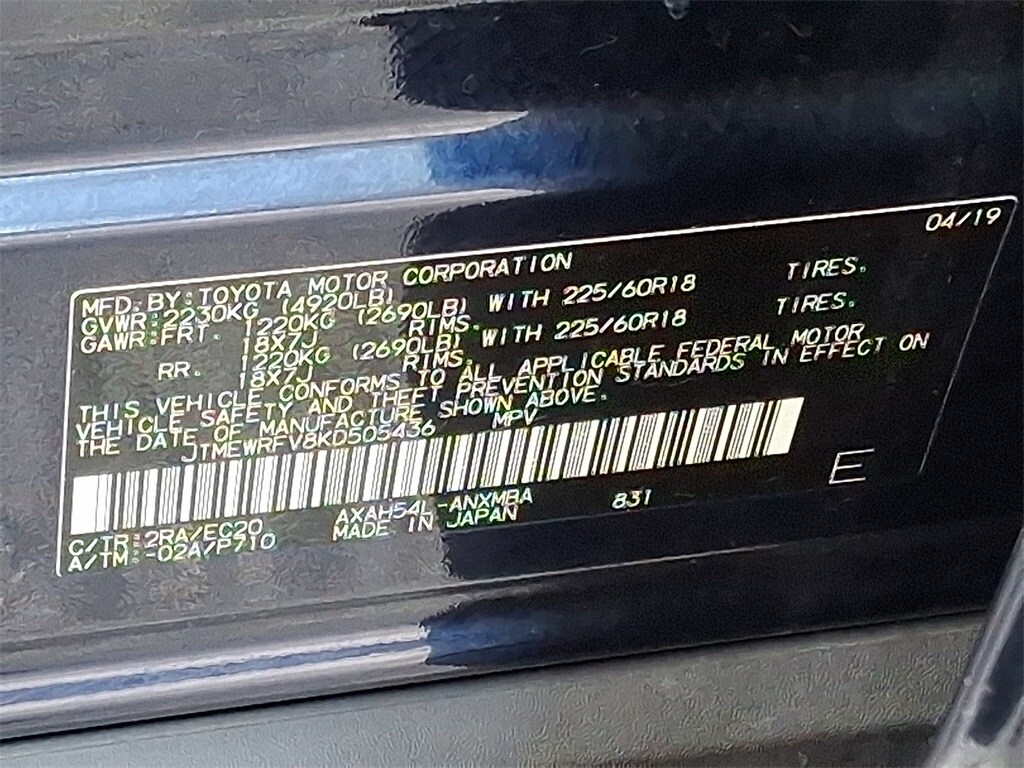 04/19
MFD. BY: TOYOTA MOTOR CORPORATION
GVWR: 2230KG (4920LB)
GAWR: FRT. 1220KG (2690LB) WITH 225/60R18 TIRES.
18X7J RIMS.
RR. 1220KG (2690LB) WITH 225/60R18 TIRES.
18X7J RIMS.
THIS VEHICLE CONFORMS TO ALL APPLICABLE FEDERAL MOTOR
VEHICLE SAFETY AND THEFT PREVENTION STANDARDS IN EFFECT ON
THE DATE OF MANUFACTURE SHOWN ABOVE.
JTMEWRFV8KD505436 MPV
E
C/TR: 2RA/EC20 AXAH54L-ANXMBA 831
A/TM: -02A/P710 MADE IN JAPAN